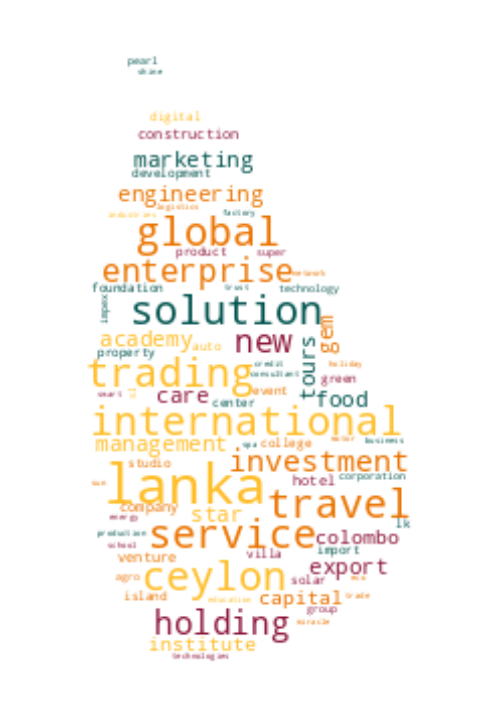 pearl
shine
digital
construction
marketing
development
engineering
logistics
industries factory
global
product super
enterprise network
foundation trust technology
impex
solution
gem
academy auto new tours
property
credit holiday
trading consultant green
smart care event food
center
international
management spa college motor business
studio investment
hotel corporation
sun lanka
company travel
energy star lk
production service colombo
school villa import
venture export
agro ceylon solar eco
island education capital trade
group
holding miracle
institute
technologies